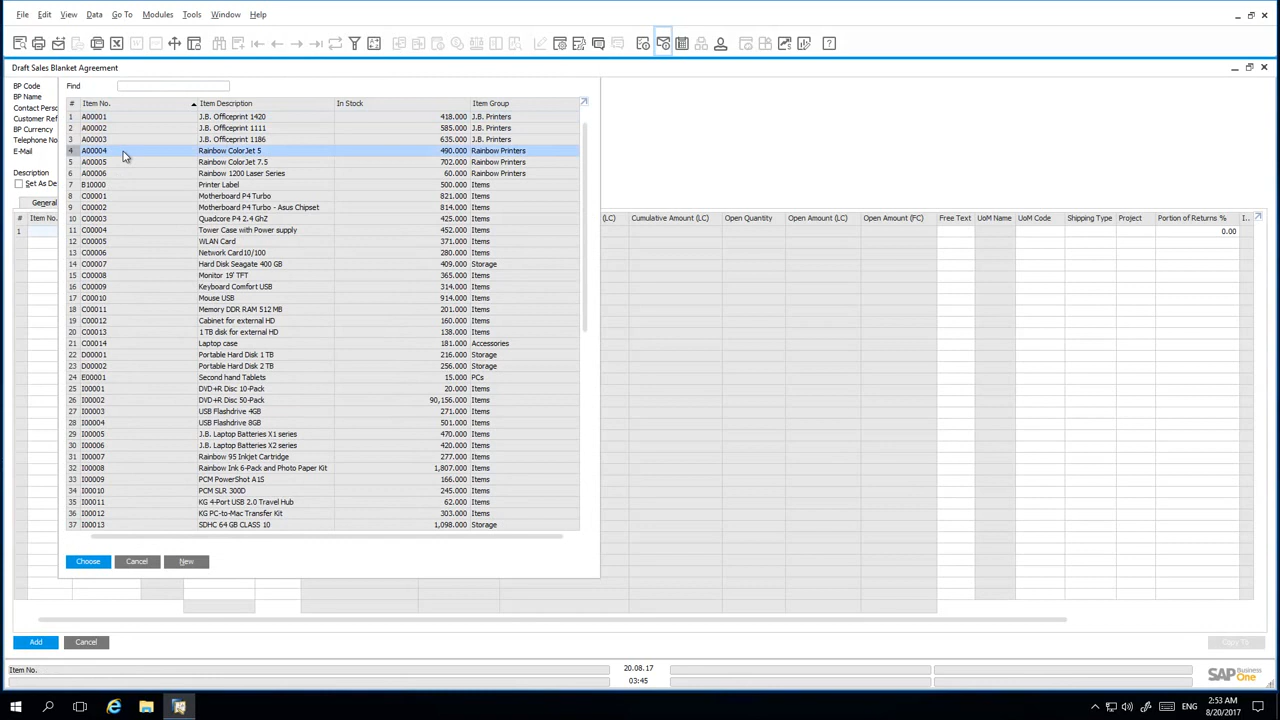 File Edit View Data Go To Modules Tools Window Help
Draft Sales Blanket Agreement
BP Code
BP Name
Contact Perso
Customer Ref
BP Currency
Telephone No
E-Mail
Description
Set As De
General
Find
# Item No. Item Description In Stock Item Group
1 A00001 J.B. Officeprint 1420 418.000 J.B. Printers
2 A00002 J.B. Officeprint 1111 585.000 J.B. Printers
3 A00003 J.B. Officeprint 1186 635.000 J.B. Printers
4 A00004 Rainbow ColorJet 5 490.000 Rainbow Printers
5 A00005 Rainbow ColorJet 7.5 702.000 Rainbow Printers
6 A00006 Rainbow 1200 Laser Series 60.000 Rainbow Printers
7 B10000 Printer Label 500.000 Items
8 C00001 Motherboard P4 Turbo 821.000 Items
9 C00002 Motherboard P4 Turbo - Asus Chipset 814.000 Items
10 C00003 Quadcore P4 2.4 GhZ 425.000 Items
11 C00004 Tower Case with Power supply 452.000 Items
12 C00005 WLAN Card 371.000 Items
13 C00006 Network Card10/100 280.000 Items
14 C00007 Hard Disk Seagate 400 GB 409.000 Storage
15 C00008 Monitor 19' TFT 365.000 Items
16 C00009 Keyboard Comfort USB 314.000 Items
17 C00010 Mouse USB 914.000 Items
18 C00011 Memory DDR RAM 512 MB 201.000 Items
19 C00012 Cabinet for external HD 160.000 Items
20 C00013 1 TB disk for external HD 138.000 Items
21 C00014 Laptop case 181.000 Accessories
22 D00001 Portable Hard Disk 1 TB 216.000 Storage
23 D00002 Portable Hard Disk 2 TB 256.000 Storage
24 E00001 Second hand Tablets 15.000 PCs
25 I00001 DVD+R Disc 10-Pack 20.000 Items
26 I00002 DVD+R Disc 50-Pack 90,156.000 Items
27 I00003 USB Flashdrive 4GB 271.000 Items
28 I00004 USB Flashdrive 8GB 501.000 Items
29 I00005 J.B. Laptop Batteries X1 series 470.000 Items
30 I00006 J.B. Laptop Batteries X2 series 420.000 Items
31 I00007 Rainbow 95 Inkjet Cartridge 277.000 Items
32 I00008 Rainbow Ink 6-Pack and Photo Paper Kit 1,807.000 Items
33 I00009 PCM PowerShot A1S 166.000 Items
34 I00010 PCM SLR 300D 245.000 Items
35 I00011 KG 4-Port USB 2.0 Travel Hub 62.000 Items
36 I00012 KG PC-to-Mac Transfer Kit 303.000 Items
37 I00013 SDHC 64 GB CLASS 10 1,098.000 Storage
Choose Cancel New
# Item No. (LC) Cumulative Amount (LC) Open Quantity Open Amount (LC) Open Amount (FC) Free Text UoM Name UoM Code Shipping Type Project Portion of Returns % I..
1 0.00
Add Cancel Copy To
Item No. 20.08.17
03:45
SAP Business One
ENG 2:53 AM
8/20/2017